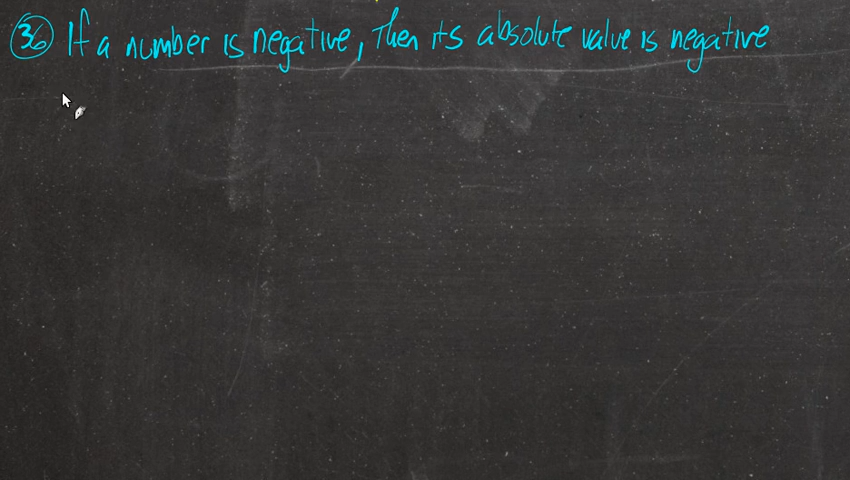 36 If a number is negative, Then its absolute value is negative